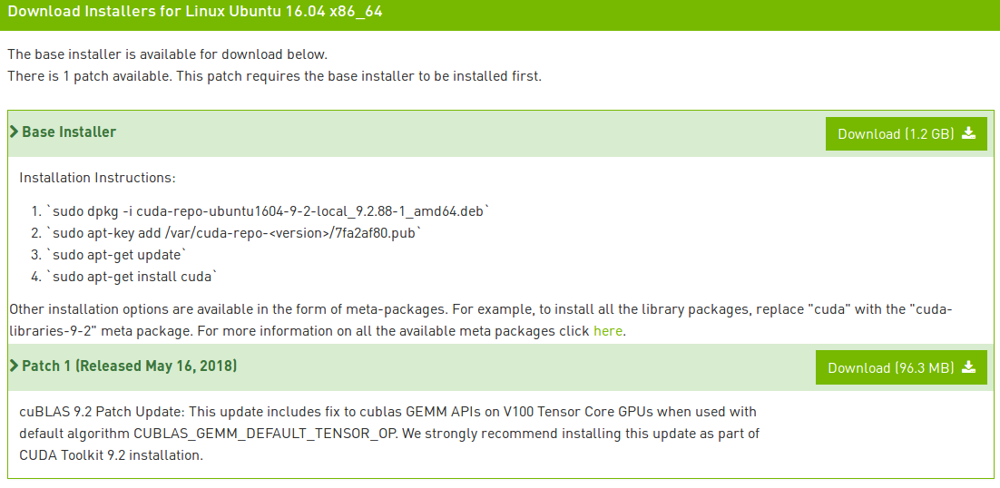 Download Installers for Linux Ubuntu 16.04 x86_64
The base installer is available for download below.
There is 1 patch available. This patch requires the base installer to be installed first.
Base Installer
Download (1.2 GB)
Installation Instructions:
1. `sudo dpkg -i cuda-repo-ubuntu1604-9-2-local_9.2.88-1_amd64.deb`
2. `sudo apt-key add /var/cuda-repo-<version>/7fa2af80.pub`
3. `sudo apt-get update`
4. `sudo apt-get install cuda`
Other installation options are available in the form of meta-packages. For example, to install all the library packages, replace "cuda" with the "cuda-
libraries-9-2" meta package. For more information on all the available meta packages click here.
Patch 1 (Released May 16, 2018)
Download (96.3 MB)
cuBLAS 9.2 Patch Update: This update includes fix to cublas GEMM APIs on V100 Tensor Core GPUs when used with
default algorithm CUBLAS_GEMM_DEFAULT_TENSOR_OP. We strongly recommend installing this update as part of
CUDA Toolkit 9.2 installation.